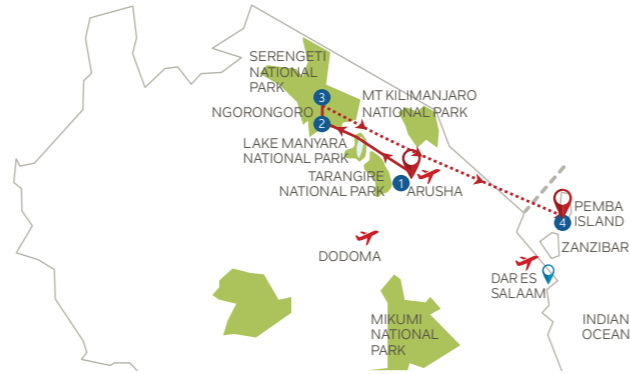 SERENGETI
NATIONAL
PARK
3
MT KILIMANJARO
NATIONAL PARK
NGORONGORO
2
LAKE MANYARA
NATIONAL PARK
TARANGIRE
NATIONAL PARK
1
ARUSHA
4
PEMBA
ISLAND
ZANZIBAR
DODOMA
DAR ES
SALAAM
MIKUMI
NATIONAL
PARK
INDIAN
OCEAN